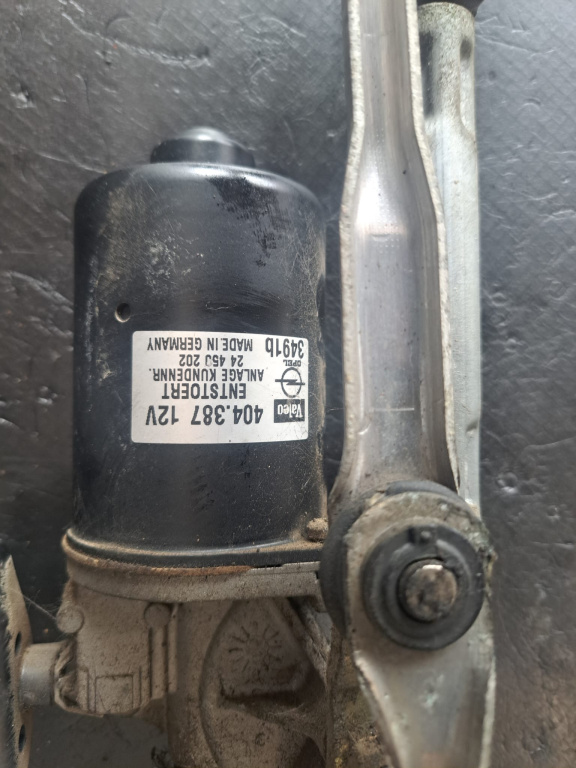 Valeo 404.387 12V
ENTSTOERT
ANLAGE KUNDENNR.
OPEL 24 450 202
3491b MADE.IN GERMANY